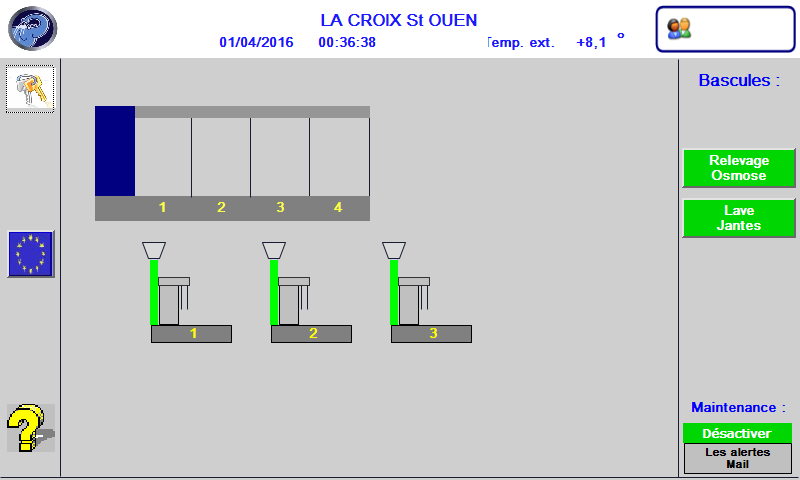 LA CROIX St OUEN
01/04/2016 00:36:38 Temp. ext. +8,1 °
Bascules :
Relevage
Osmose
Lave
Jantes
1 2 3 4
1 2 3
Maintenance :
Désactiver
Les alertes
Mail